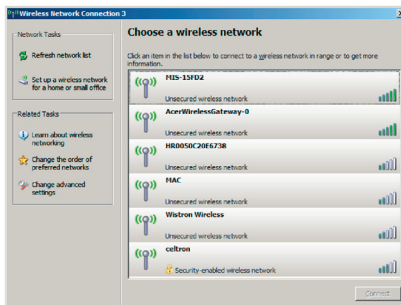 Wireless Network Connection 3
Network Tasks
Refresh network list
Set up a wireless network
for a home or small office
Related Tasks
Learn about wireless
networking
Change the order of
preferred networks
Change advanced
settings
Choose a wireless network
Click an item in the list below to connect to a wireless network in range or to get more
information.
MIS-15FD2
Unsecured wireless network
AcerWirelessGateway-0
Unsecured wireless network
HR0050C20E6738
Unsecured wireless network
MAC
Unsecured wireless network
Wistron Wireless
Unsecured wireless network
celtron
Security-enabled wireless network
Connect